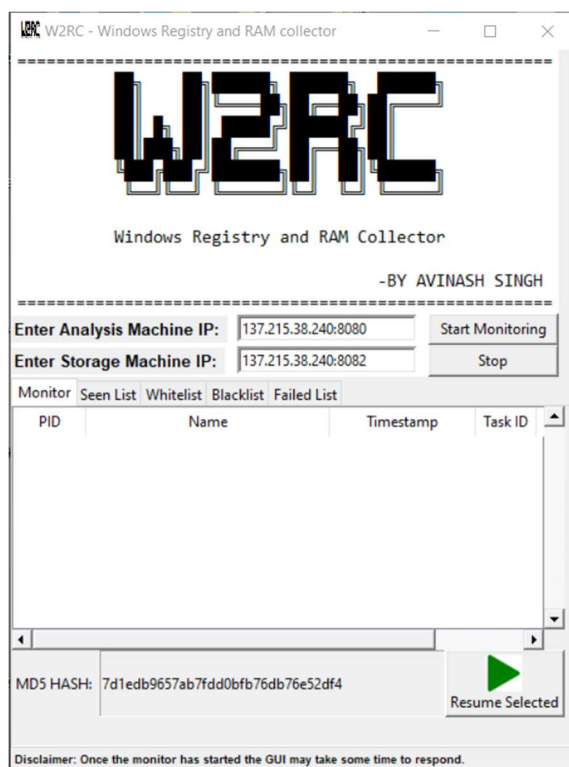 W2RC W2RC - Windows Registry and RAM collector
W2RC
Windows Registry and RAM Collector
-BY AVINASH SINGH
Enter Analysis Machine IP: 137.215.38.240:8080 Start Monitoring
Enter Storage Machine IP: 137.215.38.240:8082 Stop
Monitor Seen List Whitelist Blacklist Failed List
PID Name Timestamp Task ID
MD5 HASH: 7d1edb9657ab7fdd0bfb76db76e52df4
Resume Selected
Disclaimer: Once the monitor has started the GUI may take some time to respond.